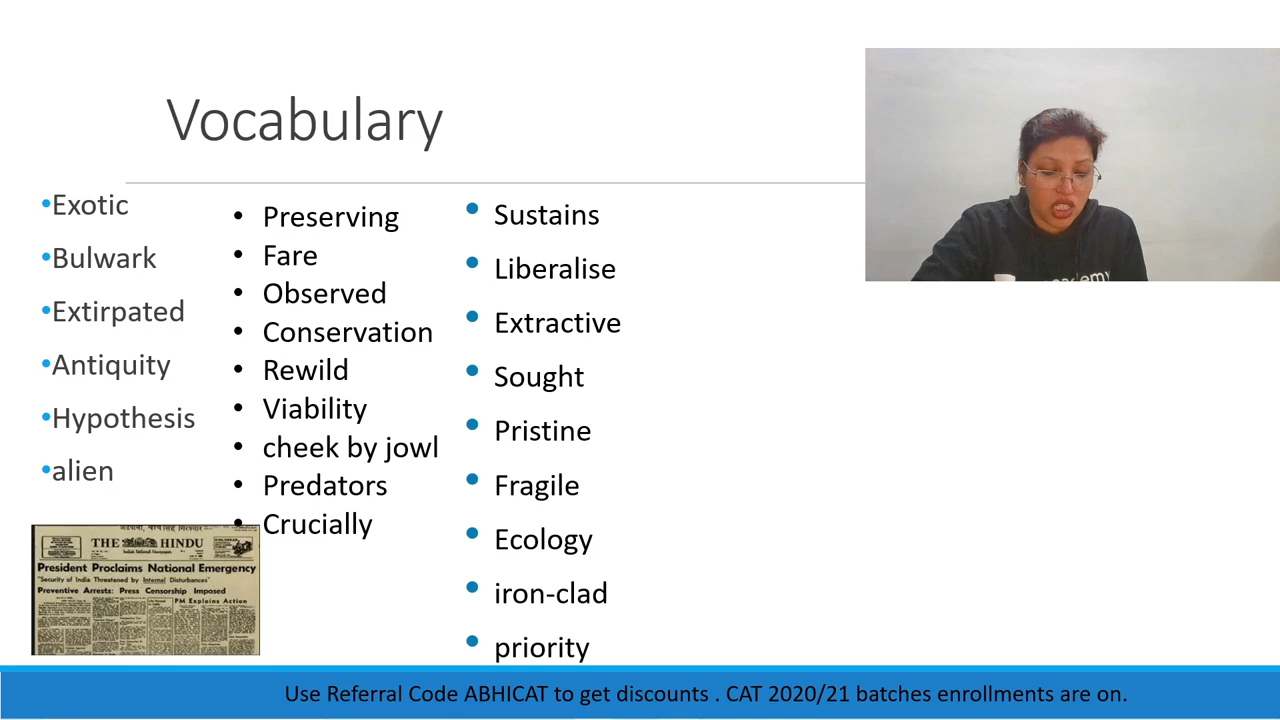 Vocabulary
•Exotic
•Bulwark
•Extirpated
•Antiquity
•Hypothesis
•alien
• Preserving
• Fare
• Observed
• Conservation
• Rewild
• Viability
• cheek by jowl
• Predators
• Crucially
• Sustains
• Liberalise
• Extractive
• Sought
• Pristine
• Fragile
• Ecology
• iron-clad
• priority
THE HINDU
India's National Newspaper
President Proclaims National Emergency
"Security of India Threatened by Internal Disturbances"
Preventive Arrests: Press Censorship Imposed
PM Explains Action
Use Referral Code ABHICAT to get discounts . CAT 2020/21 batches enrollments are on.